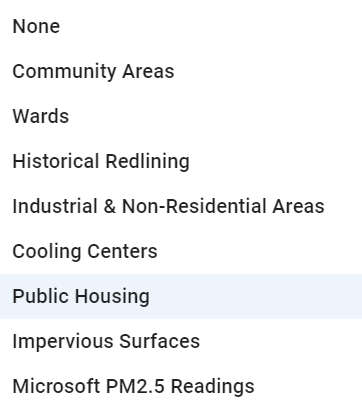 None
Community Areas
Wards
Historical Redlining
Industrial & Non-Residential Areas
Cooling Centers
Public Housing
Impervious Surfaces
Microsoft PM2.5 Readings